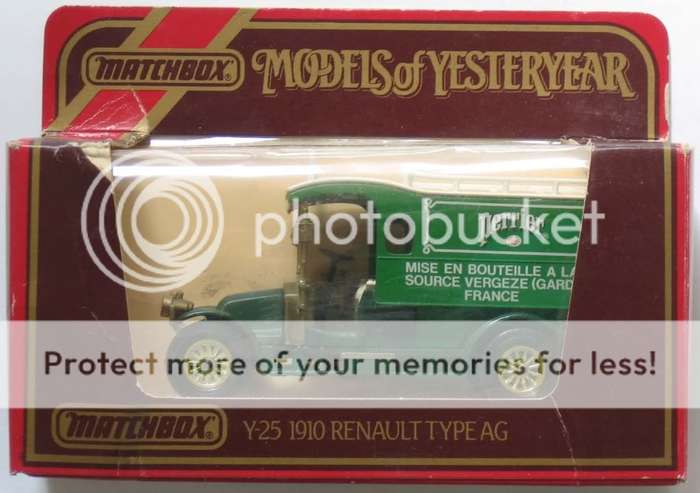 MATCHBOX®
MODELS of YESTERYEAR
photobucket
Perrier
MISE EN BOUTEILLE A LA
SOURCE VERGEZE (GARD
FRANCE
Protect more of your memories for less!
MATCHBOX®
Y-25 1910 RENAULT TYPE AG